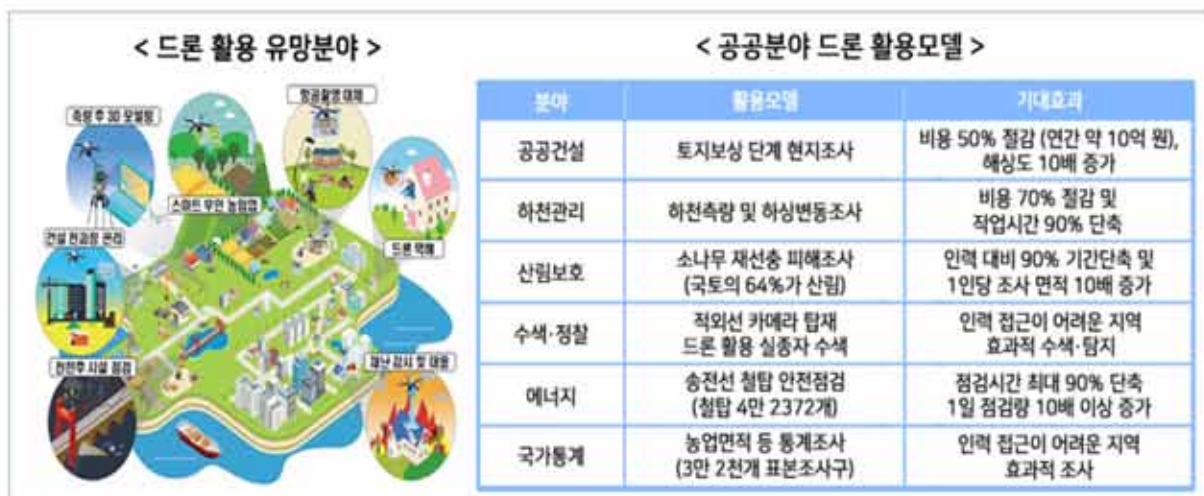 < 드론 활용 유망분야 >
항공촬영 대체
측량 후 3D 모델링
스마트 무인 농임업
드론 택배
건설 전과정 관리
재난 감시 및 대응
전천후 시설 점검
< 공공분야 드론 활용모델 >
분야 활용모델 기대효과
공공건설 토지보상 단계 현지조사 비용 50% 절감 (연간 약 10억 원),
해상도 10배 증가
하천관리 하천측량 및 하상변동조사 비용 70% 절감 및
작업시간 90% 단축
산림보호 소나무 재선충 피해조사
(국토의 64%가 산림) 인력 대비 90% 기간단축 및
1인당 조사 면적 10배 증가
수색·정찰 적외선 카메라 탑재
드론 활용 실종자 수색 인력 접근이 어려운 지역
효과적 수색·탐지
에너지 송전선 철탑 안전점검
(철탑 4만 2372개) 점검시간 최대 90% 단축
1일 점검량 10배 이상 증가
국가통계 농업면적 등 통계조사
(3만 2천개 표본조사구) 인력 접근이 어려운 지역
효과적 조사